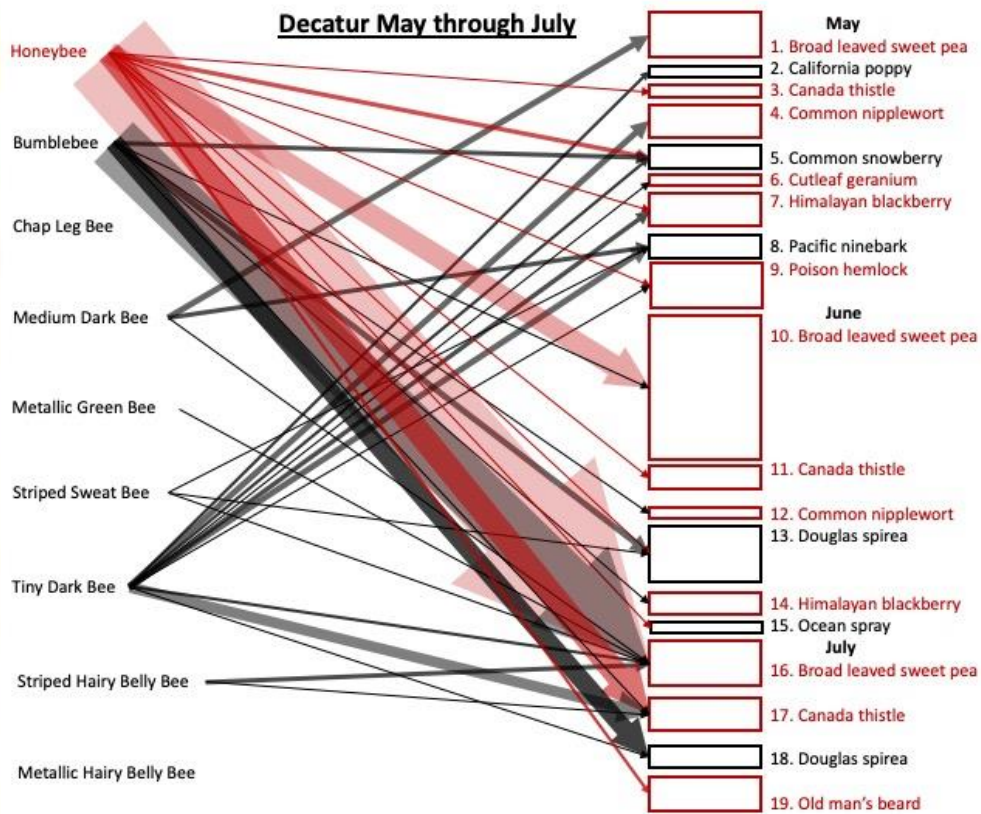 Decatur May through July
Honeybee
Bumblebee
Chap Leg Bee
Medium Dark Bee
Metallic Green Bee
Striped Sweat Bee
Tiny Dark Bee
Striped Hairy Belly Bee
Metallic Hairy Belly Bee
May
1. Broad leaved sweet pea
2. California poppy
3. Canada thistle
4. Common nipplewort
5. Common snowberry
6. Cutleaf geranium
7. Himalayan blackberry
8. Pacific ninebark
9. Poison hemlock
June
10. Broad leaved sweet pea
11. Canada thistle
12. Common nipplewort
13. Douglas spirea
14. Himalayan blackberry
15. Ocean spray
July
16. Broad leaved sweet pea
17. Canada thistle
18. Douglas spirea
19. Old man's beard